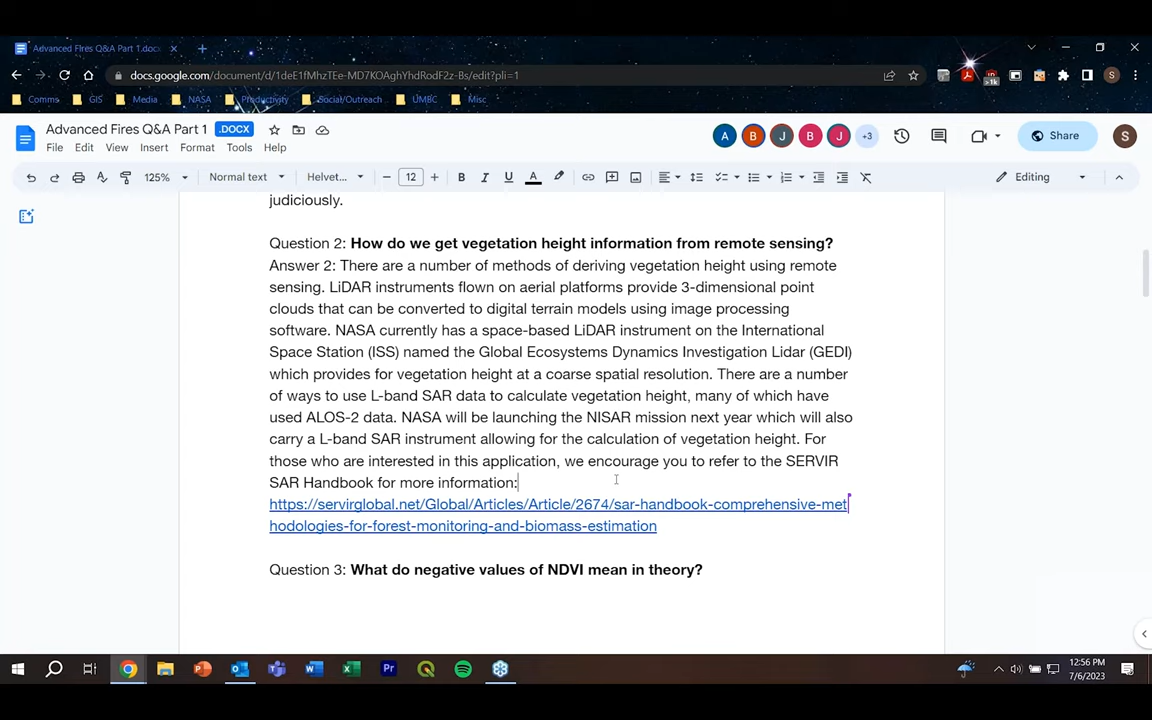 Advanced Fires Q&A Part 1.docx
docs.google.com/document/d/1deE1fMhzTEe-MD7KOAghYhdRodF2z-Bs/edit?pli=1
S
Comms GIS Media NASA Productivity Social/Outreach UMBC Misc
Advanced Fires Q&A Part 1 .DOCX
A B J B J +3 Share S
File Edit View Insert Format Tools Help
125% Normal text Helvet... 12 B I U A Editing
judiciously.
Question 2: How do we get vegetation height information from remote sensing?
Answer 2: There are a number of methods of deriving vegetation height using remote
sensing. LiDAR instruments flown on aerial platforms provide 3-dimensional point
clouds that can be converted to digital terrain models using image processing
software. NASA currently has a space-based LiDAR instrument on the International
Space Station (ISS) named the Global Ecosystems Dynamics Investigation Lidar (GEDI)
which provides for vegetation height at a coarse spatial resolution. There are a number
of ways to use L-band SAR data to calculate vegetation height, many of which have
used ALOS-2 data. NASA will be launching the NISAR mission next year which will also
carry a L-band SAR instrument allowing for the calculation of vegetation height. For
those who are interested in this application, we encourage you to refer to the SERVIR
SAR Handbook for more information:
https://servirglobal.net/Global/Articles/Article/2674/sar-handbook-comprehensive-met
hodologies-for-forest-monitoring-and-biomass-estimation
Question 3: What do negative values of NDVI mean in theory?
12:56 PM
7/6/2023